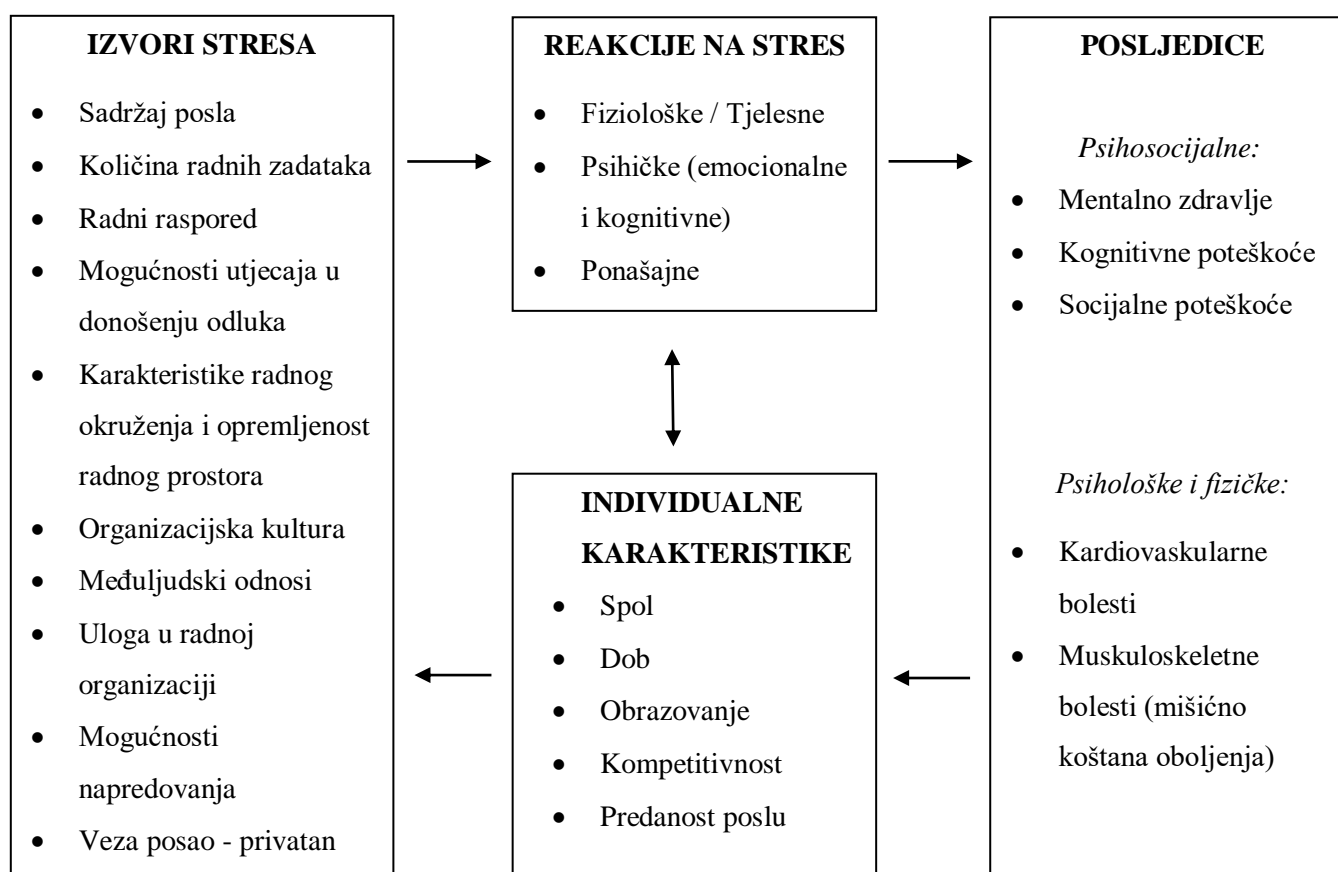 IZVORI STRESA
Sadržaj posla
Količina radnih zadataka
Radni raspored
Mogućnosti utjecaja u
donošenju odluka
Karakteristike radnog
okruženja i opremljenost
radnog prostora
Organizacijska kultura
Međuljudski odnosi
Uloga u radnoj
organizaciji
Mogućnosti
napredovanja
Veza posao - privatan
REAKCIJE NA STRES
Fiziološke / Tjelesne
Psihičke (emocionalne
i kognitivne)
Ponašajne
INDIVIDUALNE
KARAKTERISTIKE
Spol
Dob
Obrazovanje
Kompetitivnost
Predanost poslu
POSLJEDICE
Psihosocijalne:
Mentalno zdravlje
Kognitivne poteškoće
Socijalne poteškoće
Psihološke i fizičke:
Kardiovaskularne
bolesti
Muskuloskeletne
bolesti (mišićno
koštana oboljenja)